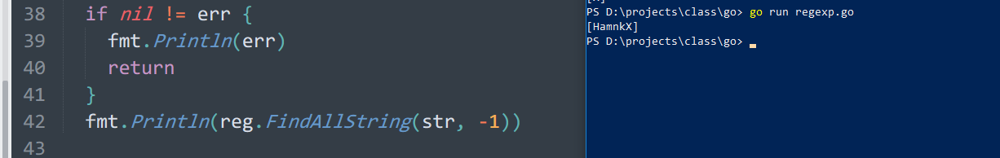 38 if nil != err {
39 fmt.Println(err)
40 return
41 }
42 fmt.Println(reg.FindAllString(str, -1))
43
PS D:\projects\class\go> go run regexp.go
[HamnkX]
PS D:\projects\class\go>